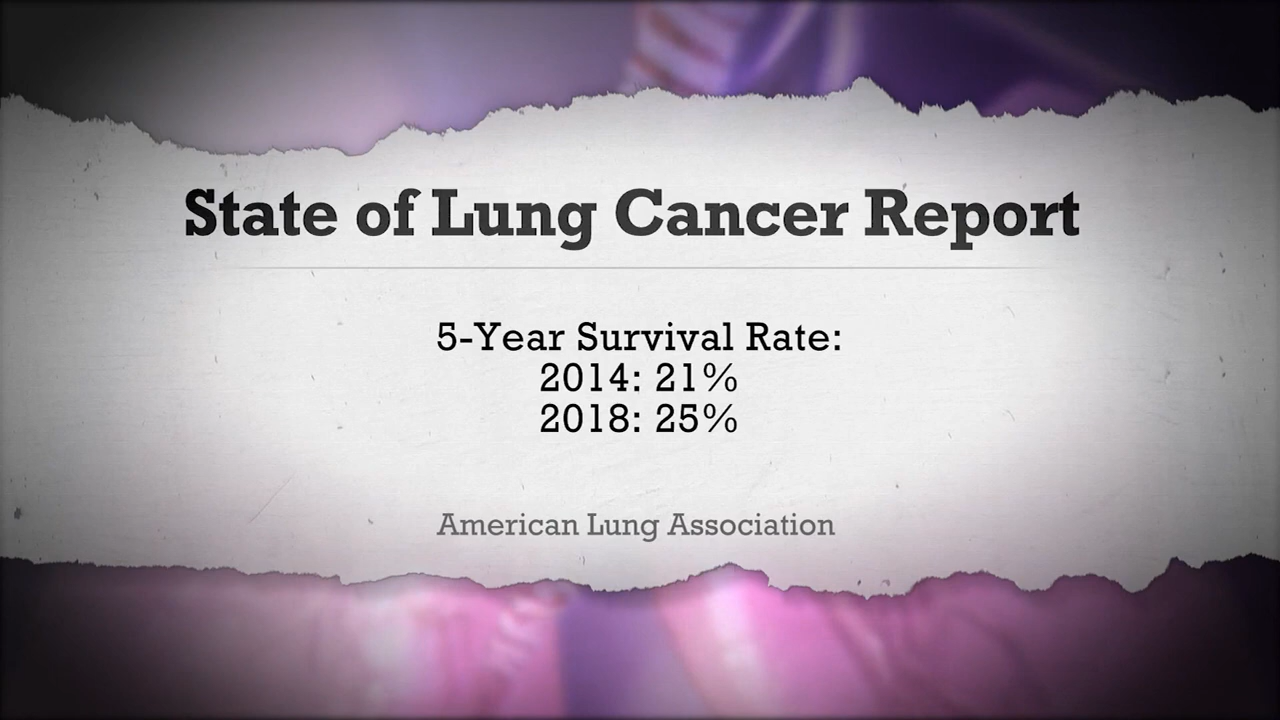 State of Lung Cancer Report
5-Year Survival Rate:
2014: 21%
2018: 25%
American Lung Association